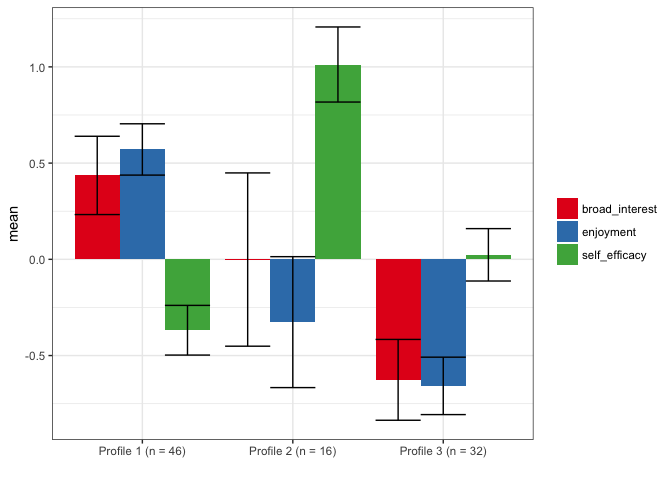 mean
1.0
0.5
0.0
-0.5
Profile 1 (n = 46)
Profile 2 (n = 16)
Profile 3 (n = 32)
broad_interest
enjoyment
self_efficacy